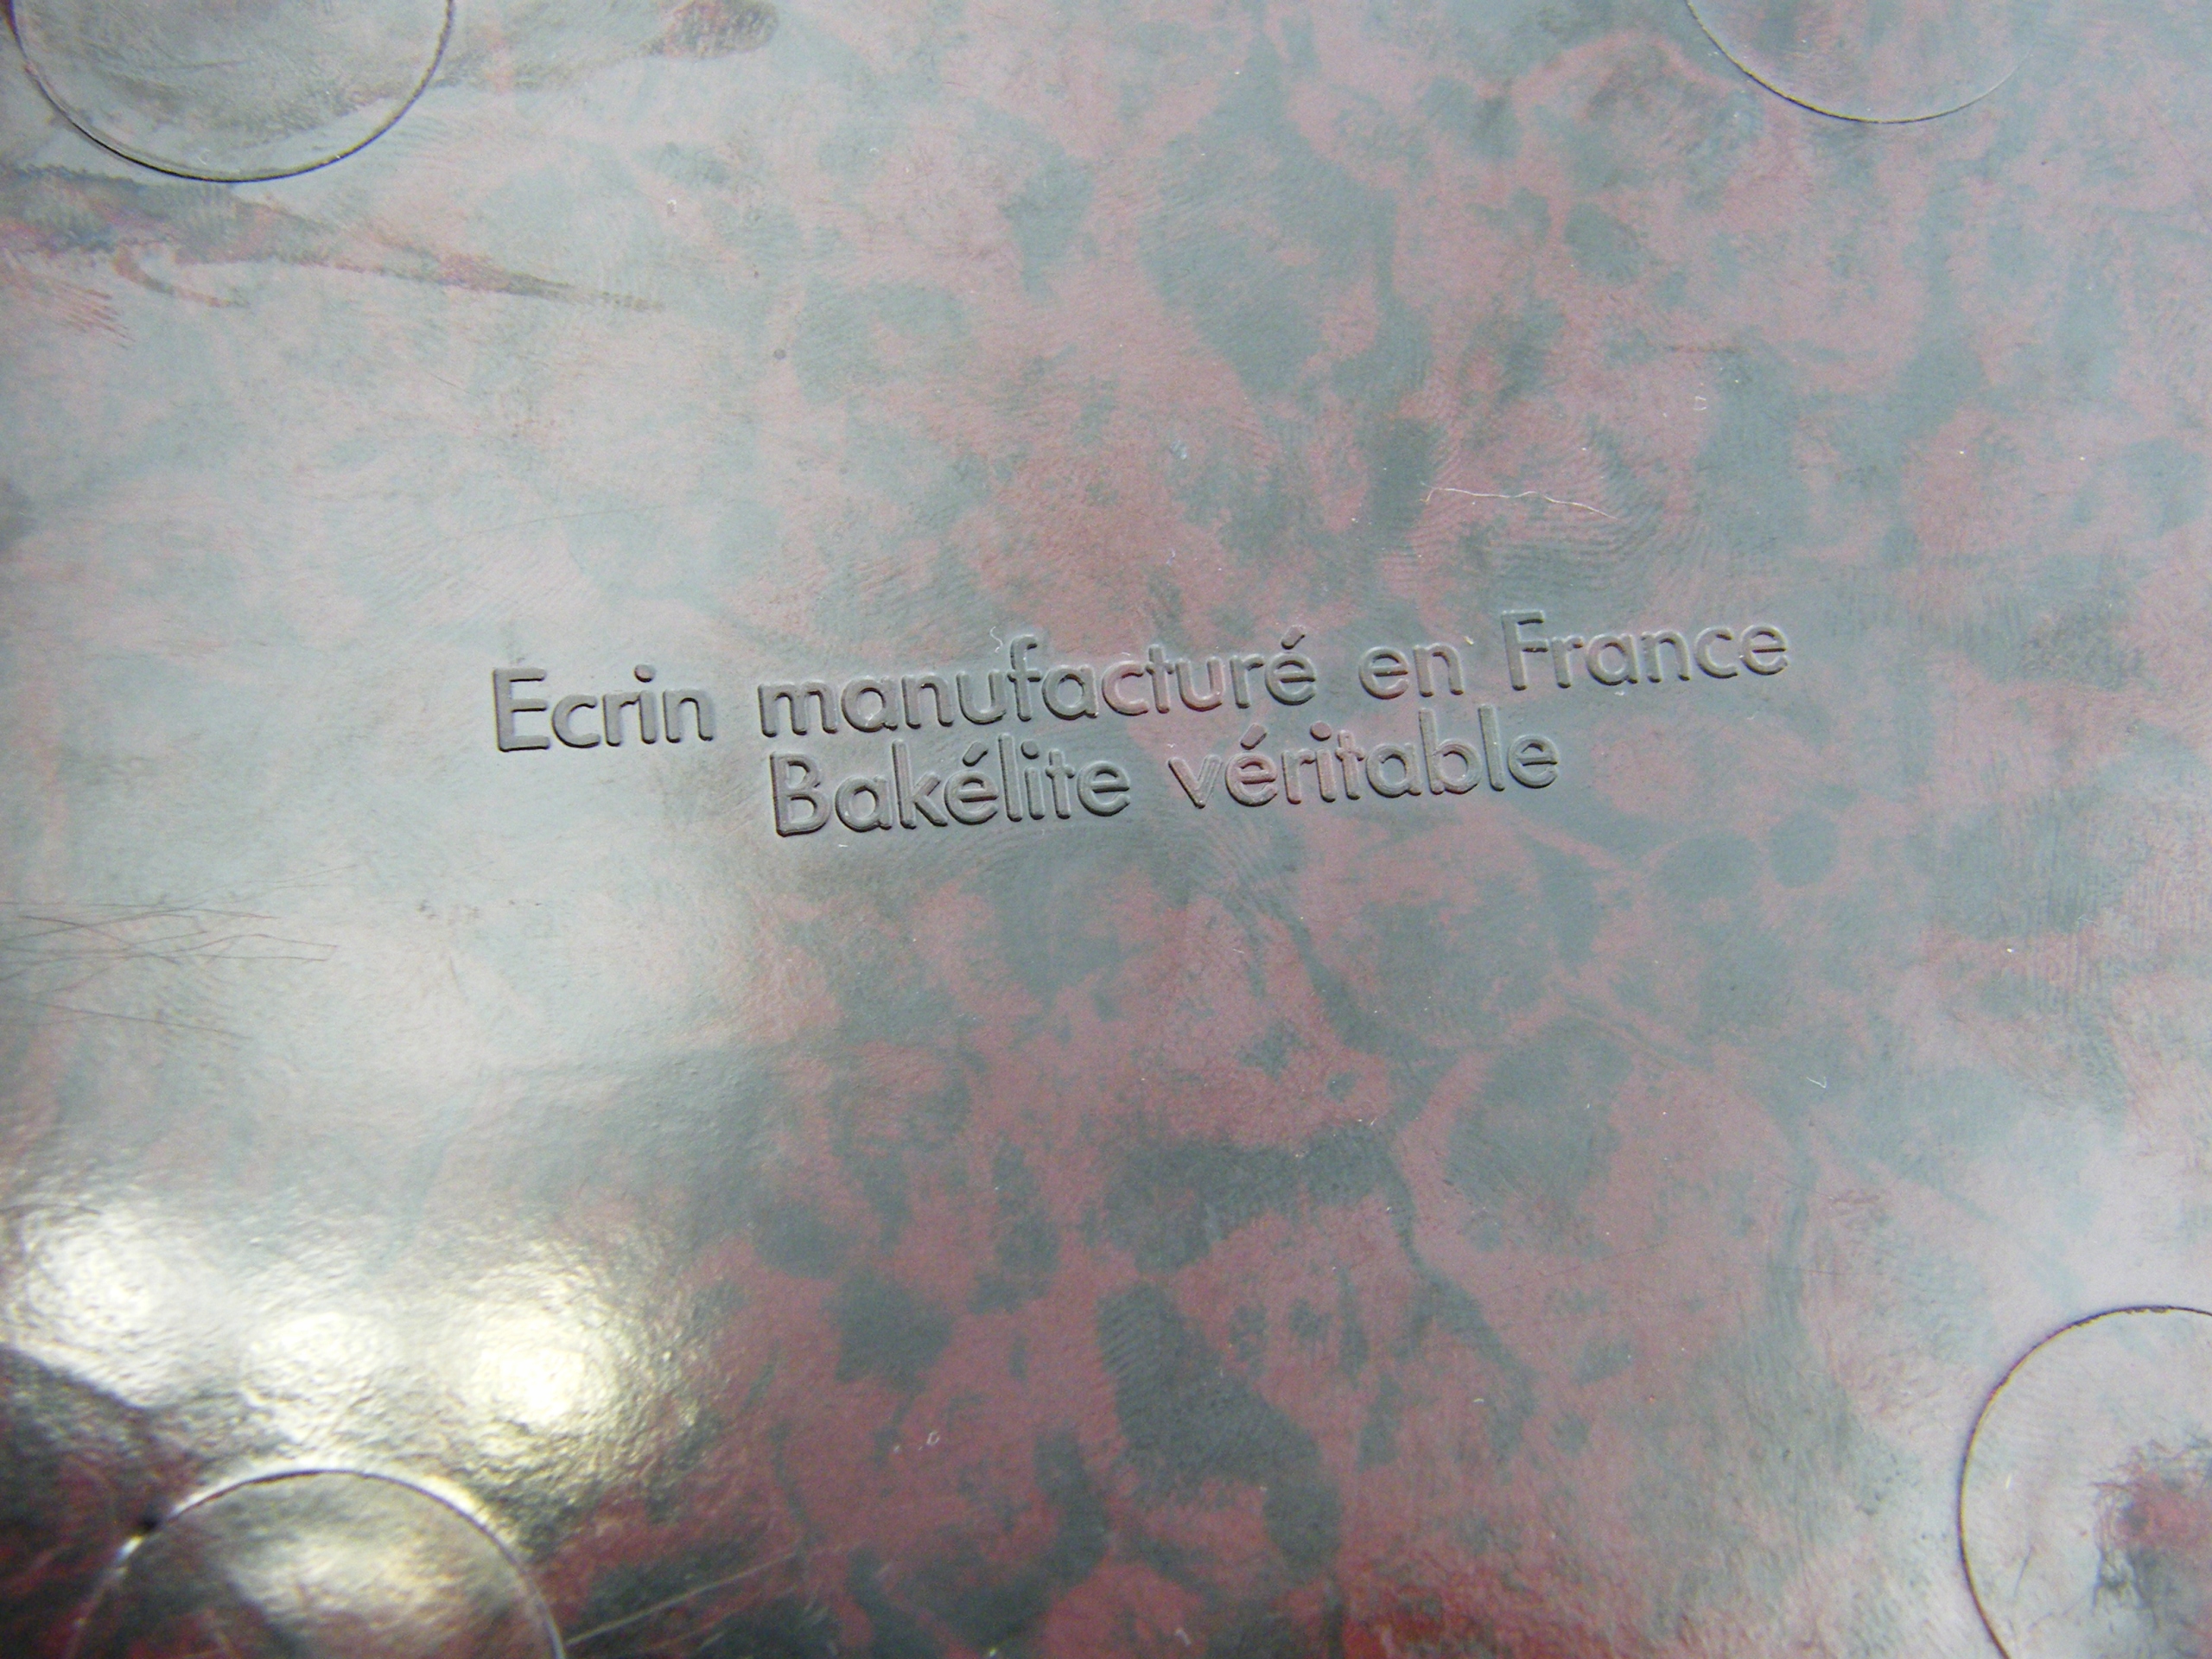 Ecrin manufacturé en France
Bakélite véritable